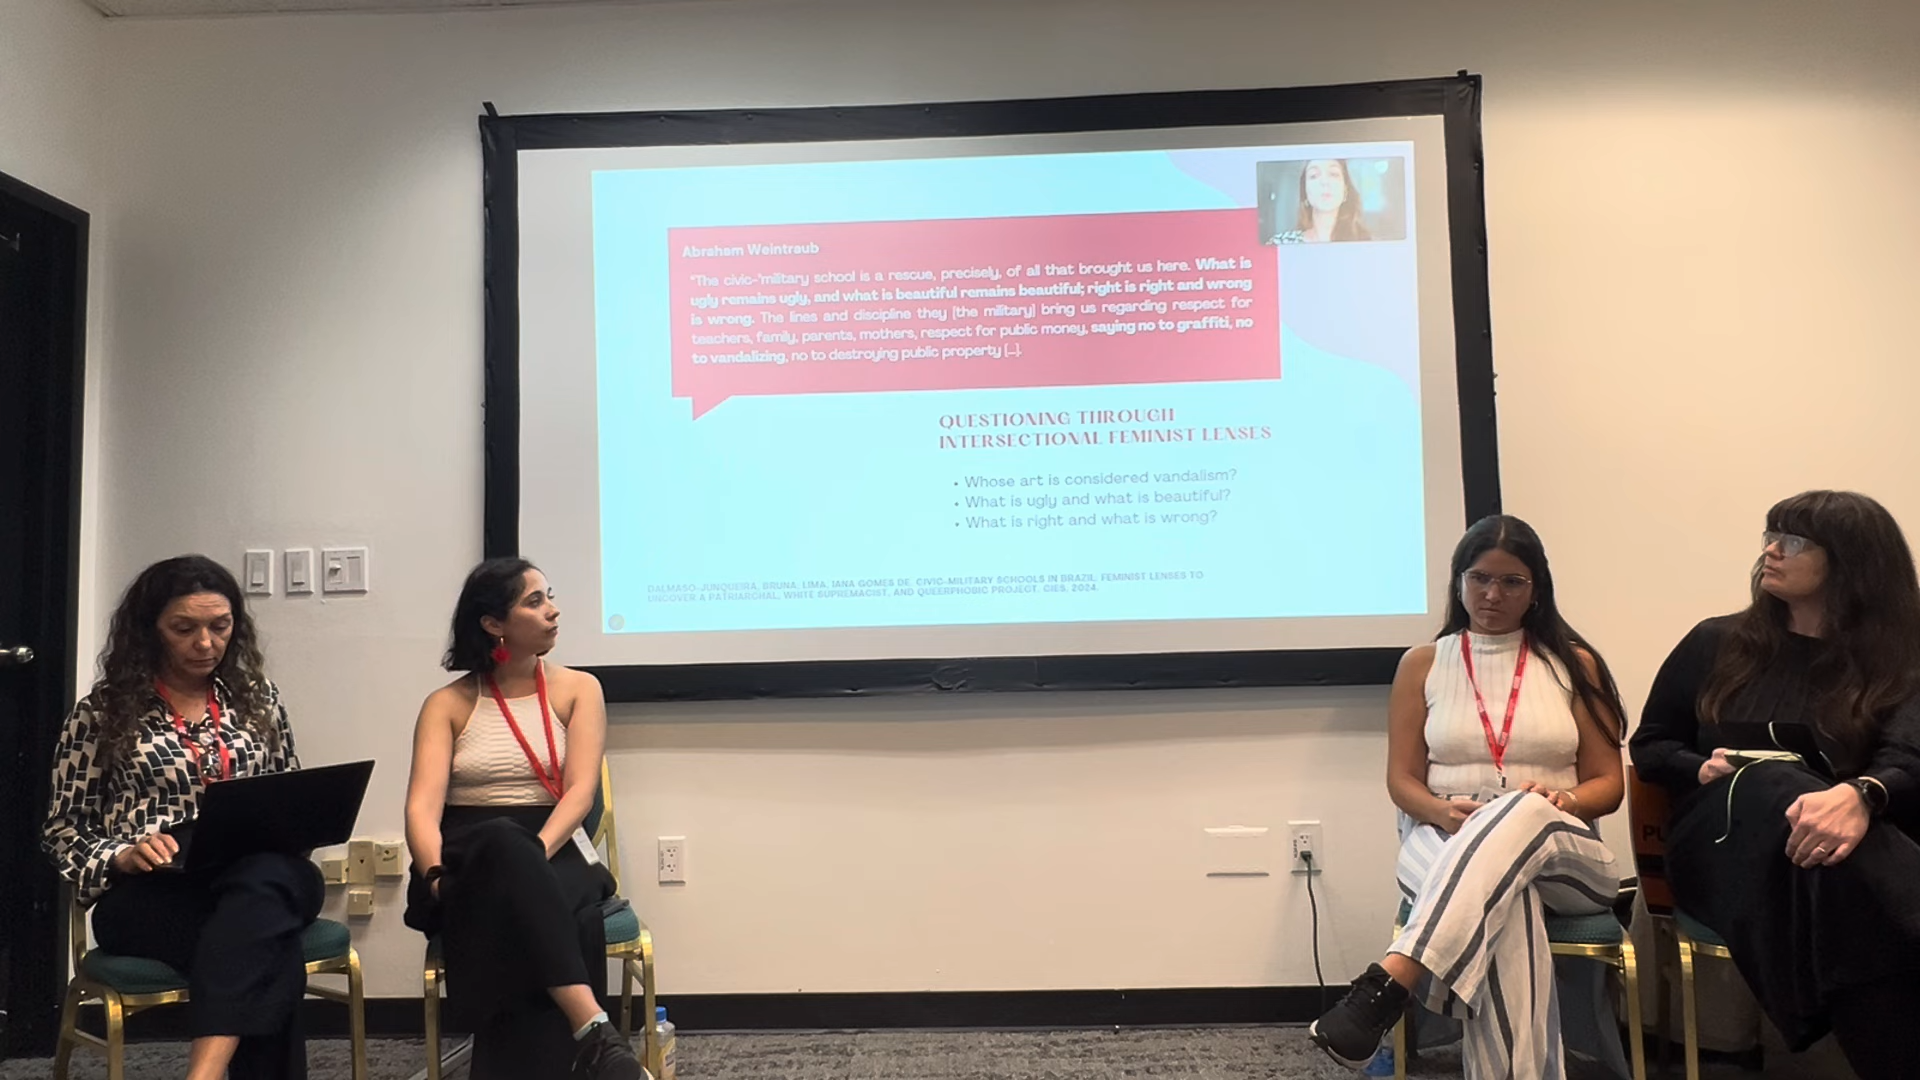 Abraham Weintraub
"The civic-'military school is a rescue, precisely, of all that brought us here. What is
ugly remains ugly, and what is beautiful remains beautiful; right is right and wrong
is wrong. The lines and discipline they [the military] bring us regarding respect for
teachers, family, parents, mothers, respect for public money, saying no to graffiti, no
to vandalizing, no to destroying public property [...].
QUESTIONING THROUGH
INTERSECTIONAL FEMINIST LENSES
• Whose art is considered vandalism?
• What is ugly and what is beautiful?
• What is right and what is wrong?
DALMASO-JUNQUEIRA, BRUNA, LIMA, IANA GOMES DE. CIVIC-MILITARY SCHOOLS IN BRAZIL: FEMINIST LENSES TO
UNCOVER A PATRIARCHAL, WHITE SUPREMACIST, AND QUEERPHOBIC PROJECT. CIES, 2024.